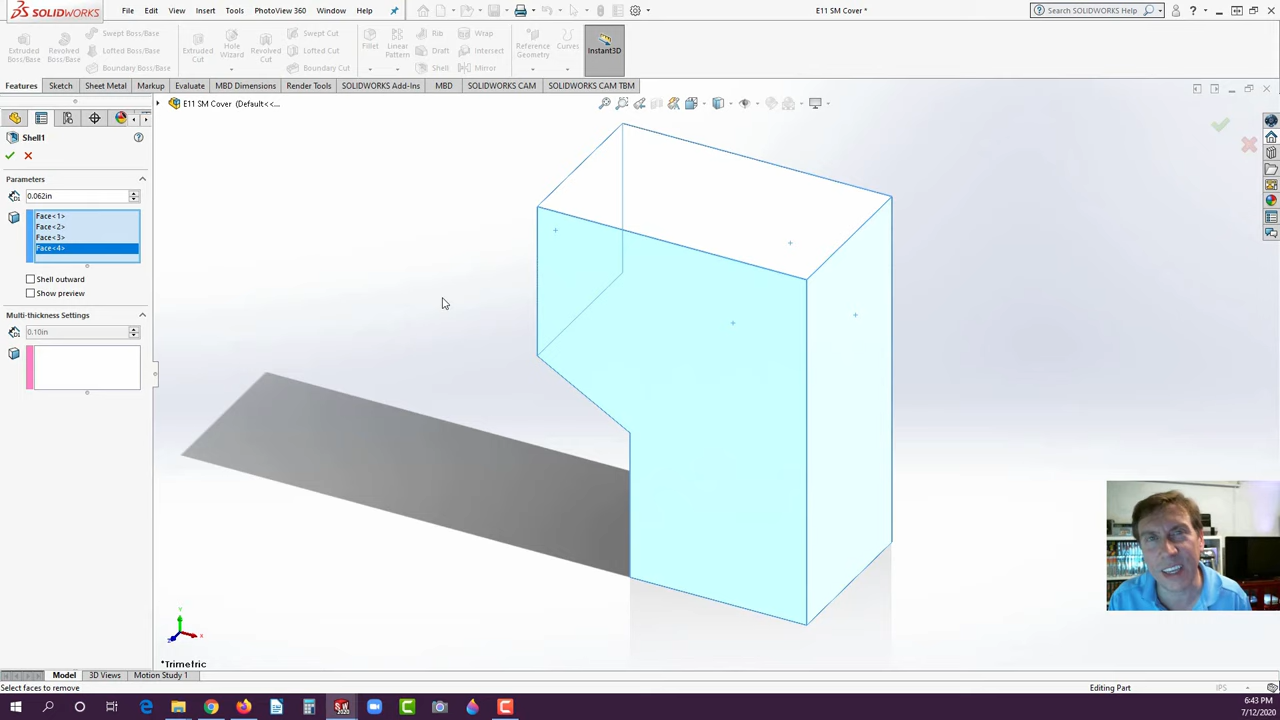 SOLIDWORKS File Edit View Insert Tools PhotoView 360 Window Help E11 SM Cover * Search SOLIDWORKS Help
Extruded Boss/Base
Revolved Boss/Base
Swept Boss/Base
Lofted Boss/Base
Boundary Boss/Base
Extruded Cut
Hole Wizard
Revolved Cut
Swept Cut
Lofted Cut
Boundary Cut
Fillet
Linear Pattern
Rib
Draft
Shell
Wrap
Intersect
Mirror
Reference Geometry
Curves
Instant3D
Features Sketch Sheet Metal Markup Evaluate MBD Dimensions Render Tools SOLIDWORKS Add-Ins MBD SOLIDWORKS CAM SOLIDWORKS CAM TBM
E11 SM Cover (Default<<...
Shell1
Parameters
0.062in
Face<1>
Face<2>
Face<3>
Face<4>
Shell outward
Show preview
Multi-thickness Settings
0.10in
*Trimetric
Model 3D Views Motion Study 1
Select faces to remove Editing Part IPS
6:43 PM
7/12/2020